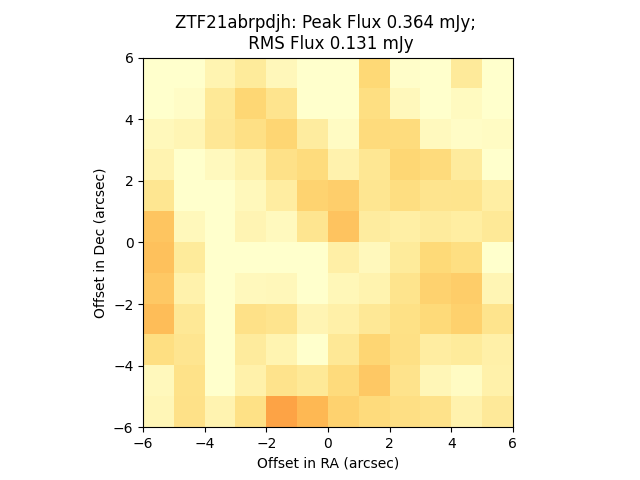 ZTF21abrpdjh: Peak Flux 0.364 mJy;
RMS Flux 0.131 mJy
6
4
2
0
−2
−4
−6
Offset in Dec (arcsec)
−6 −4 −2 0 2 4 6
Offset in RA (arcsec)